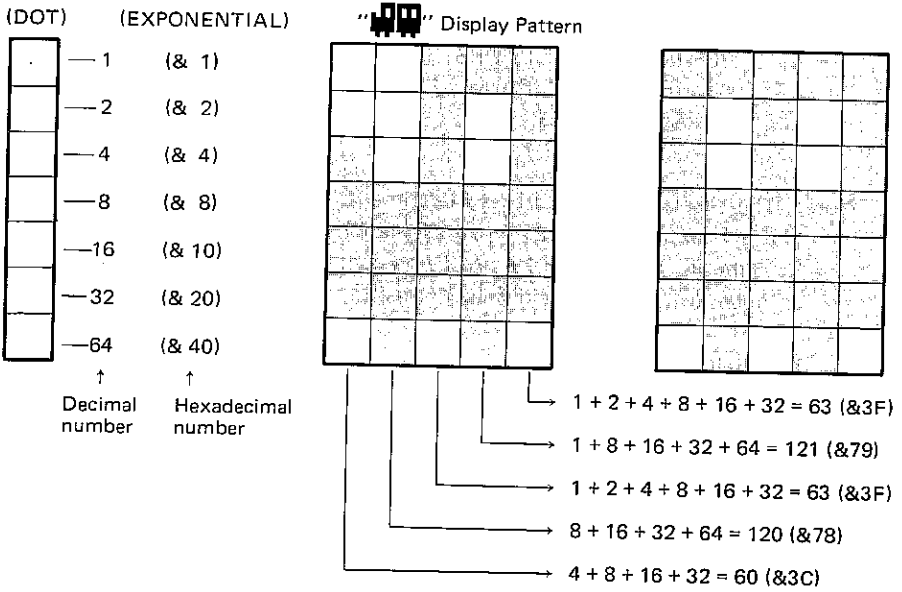 (DOT) (EXPONENTIAL) " " Display Pattern
1 (& 1)
2 (& 2)
4 (& 4)
8 (& 8)
16 (& 10)
32 (& 20)
64 (& 40)
↑ ↑
Decimal Hexadecimal
number number
1 + 2 + 4 + 8 + 16 + 32 = 63 (&3F)
1 + 8 + 16 + 32 + 64 = 121 (&79)
1 + 2 + 4 + 8 + 16 + 32 = 63 (&3F)
8 + 16 + 32 + 64 = 120 (&78)
4 + 8 + 16 + 32 = 60 (&3C)